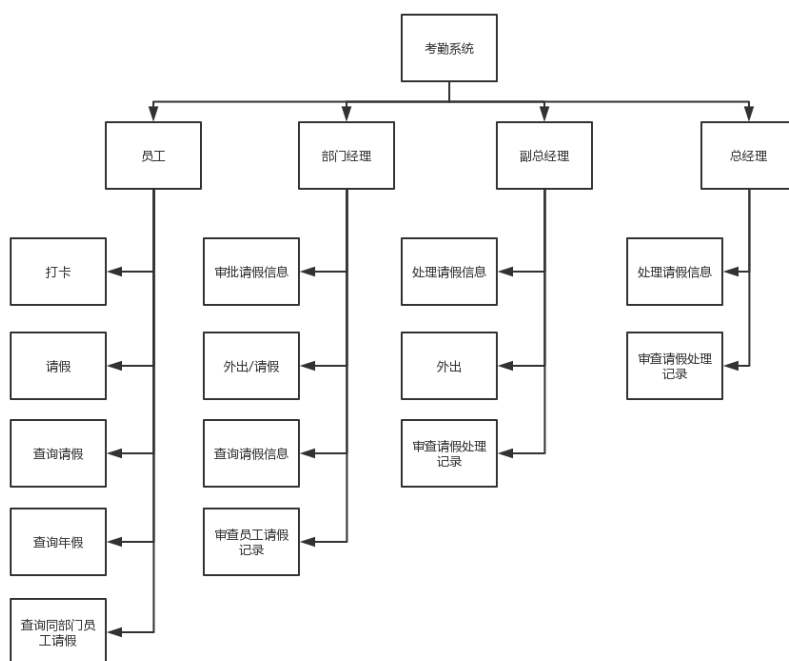 考勤系统
员工
部门经理
副总经理
总经理
打卡
审批请假信息
处理请假信息
处理请假信息
请假
外出/请假
外出
审查请假处理
记录
查询请假
查询请假信息
审查请假处理
记录
查询年假
审查员工请假
记录
查询同部门员
工请假